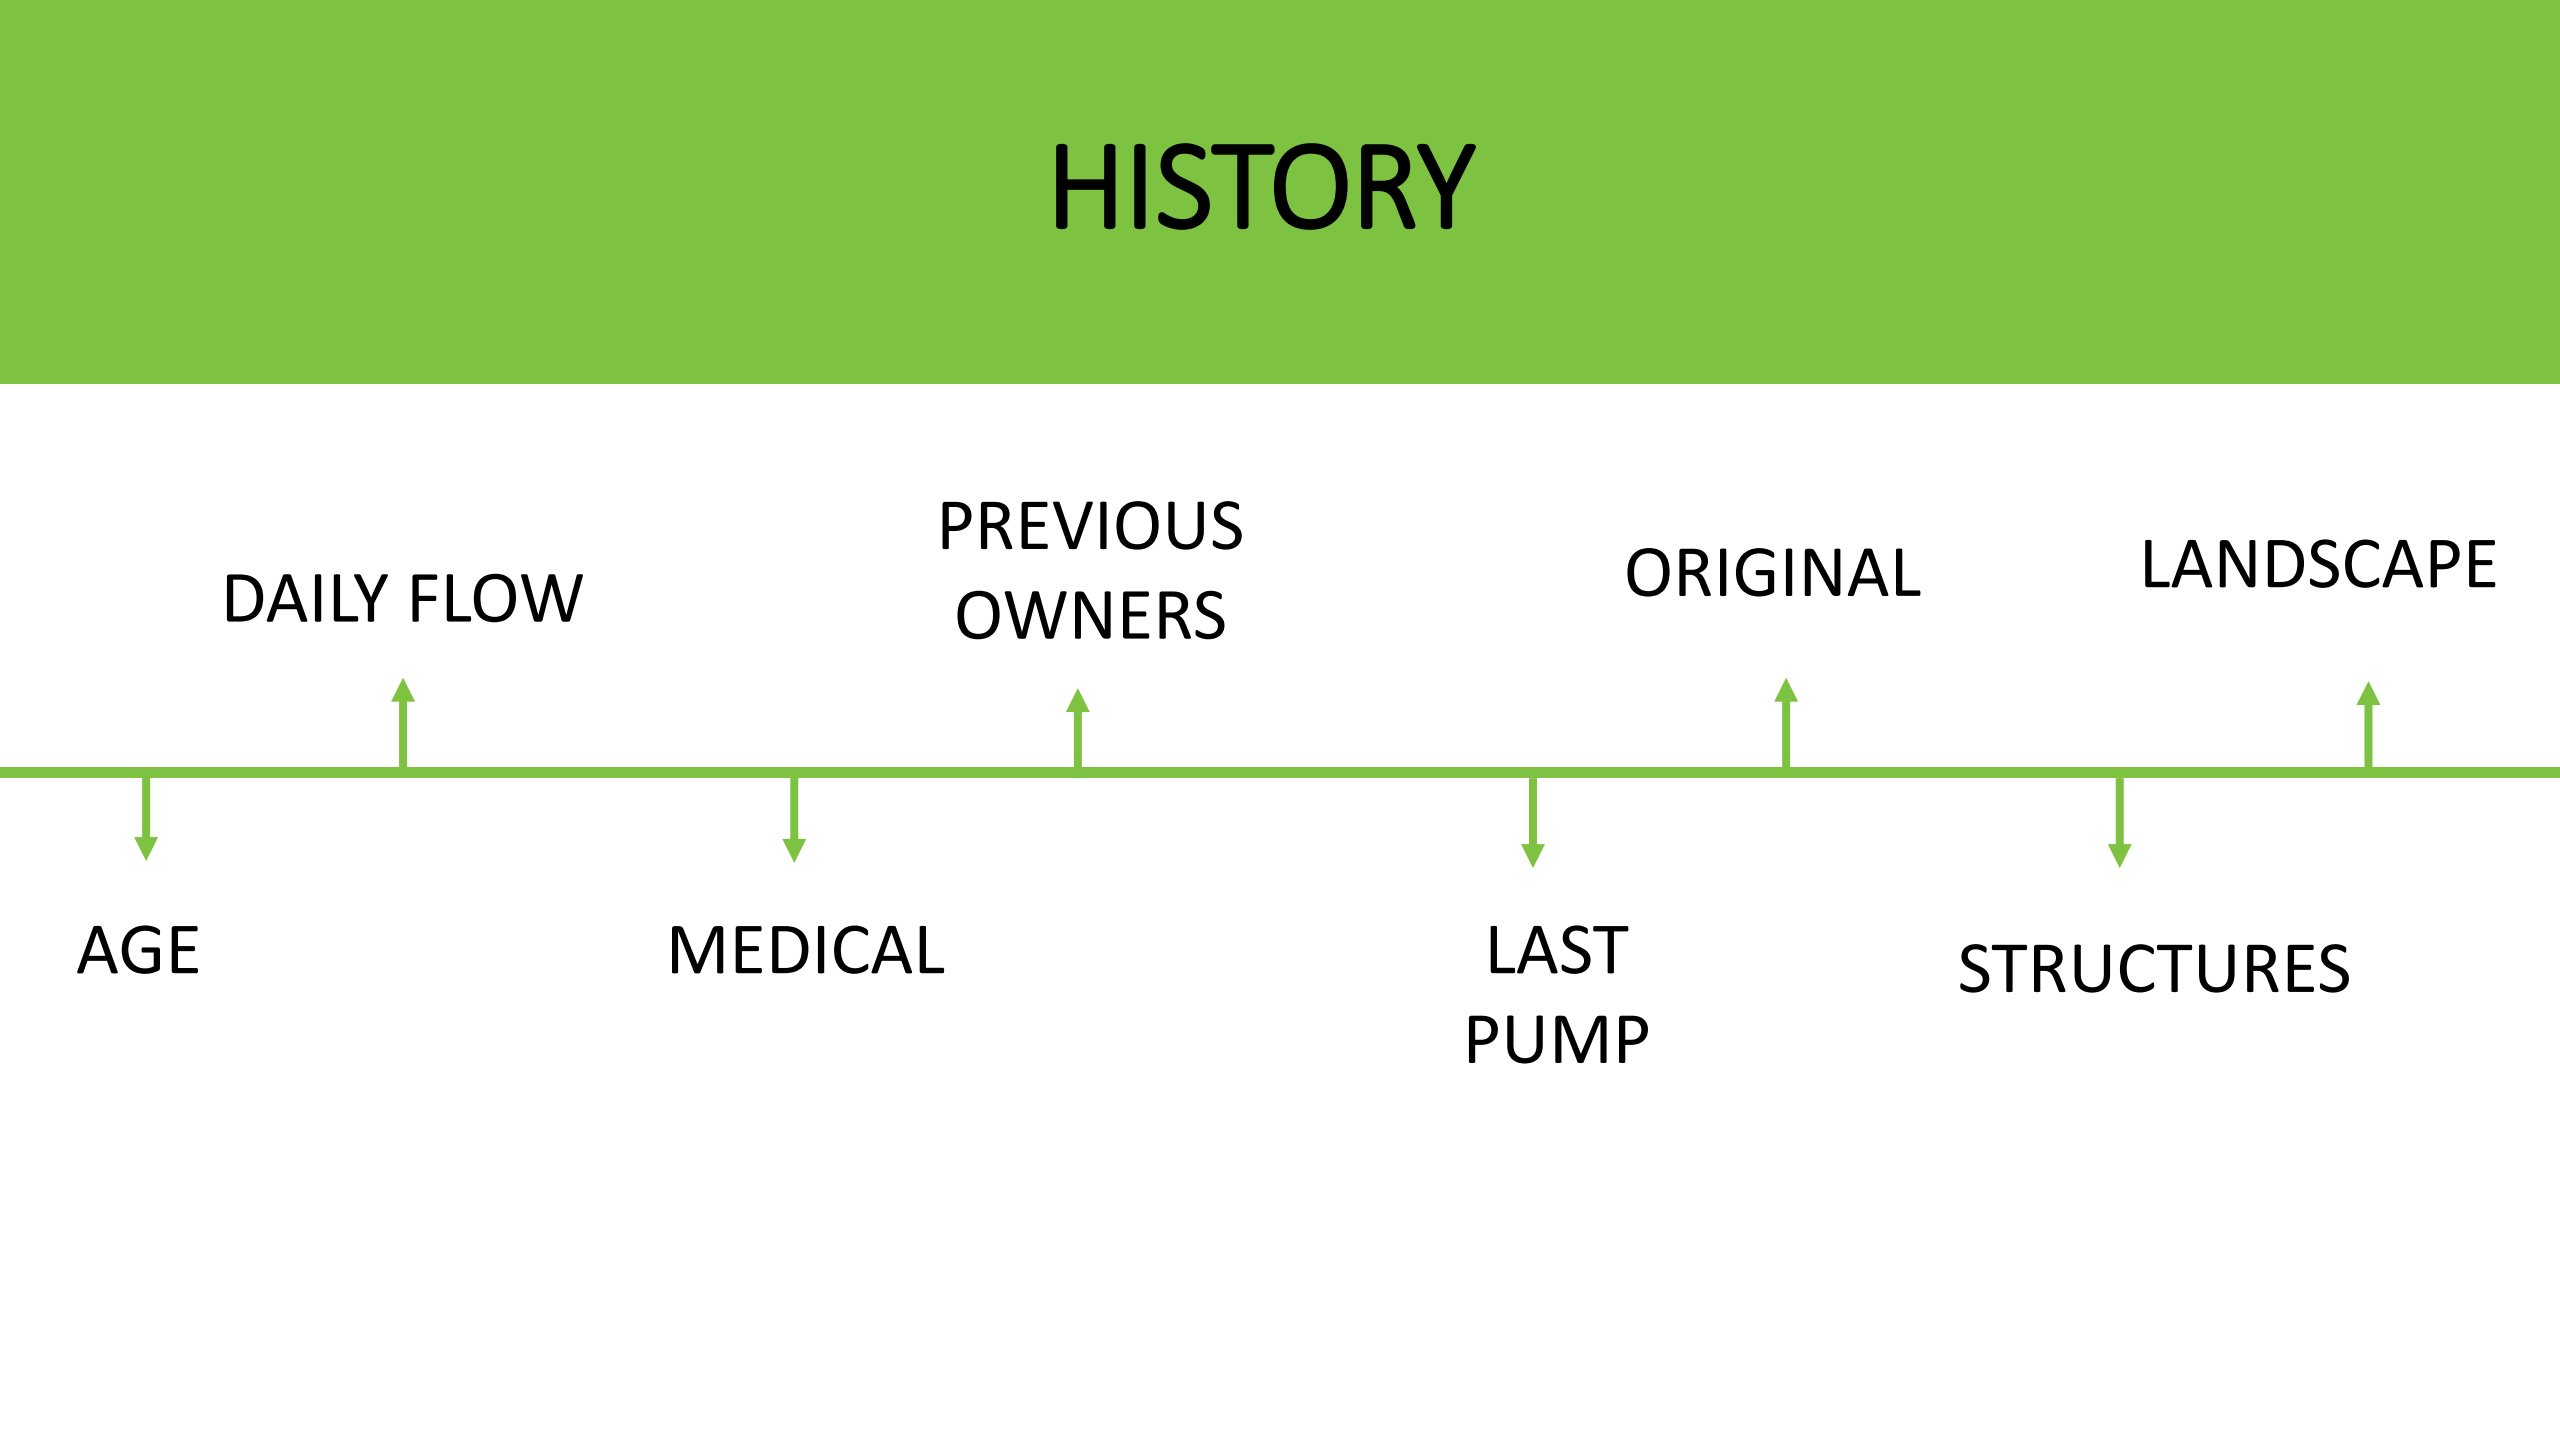 HISTORY
DAILY FLOW
PREVIOUS
OWNERS
ORIGINAL
LANDSCAPE
AGE
MEDICAL
LAST
PUMP
STRUCTURES